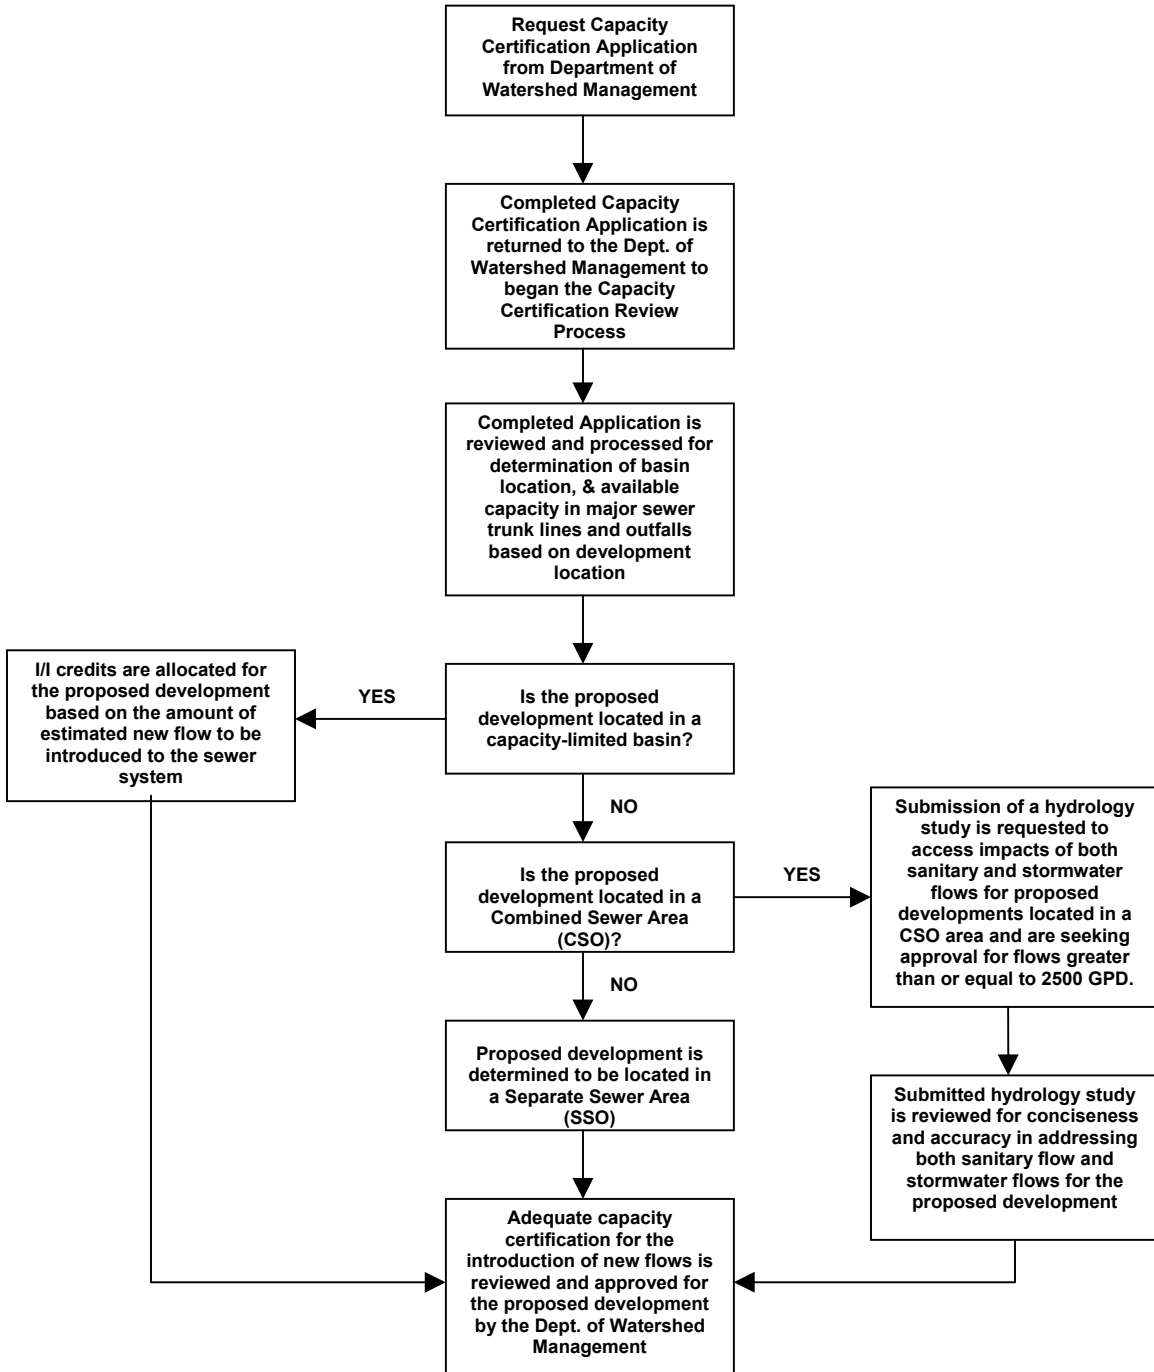 Request Capacity
Certification Application
from Department of
Watershed Management
Completed Capacity
Certification Application is
returned to the Dept. of
Watershed Management to
began the Capacity
Certification Review
Process
Completed Application is
reviewed and processed for
determination of basin
location, & available
capacity in major sewer
trunk lines and outfalls
based on development
location
Is the proposed
development located in a
capacity-limited basin?
YES
I/I credits are allocated for
the proposed development
based on the amount of
estimated new flow to be
introduced to the sewer
system
NO
Is the proposed
development located in a
Combined Sewer Area
(CSO)?
YES
Submission of a hydrology
study is requested to
access impacts of both
sanitary and stormwater
flows for proposed
developments located in a
CSO area and are seeking
approval for flows greater
than or equal to 2500 GPD.
NO
Proposed development is
determined to be located in
a Separate Sewer Area
(SSO)
Submitted hydrology study
is reviewed for conciseness
and accuracy in addressing
both sanitary flow and
stormwater flows for the
proposed development
Adequate capacity
certification for the
introduction of new flows is
reviewed and approved for
the proposed development
by the Dept. of Watershed
Management